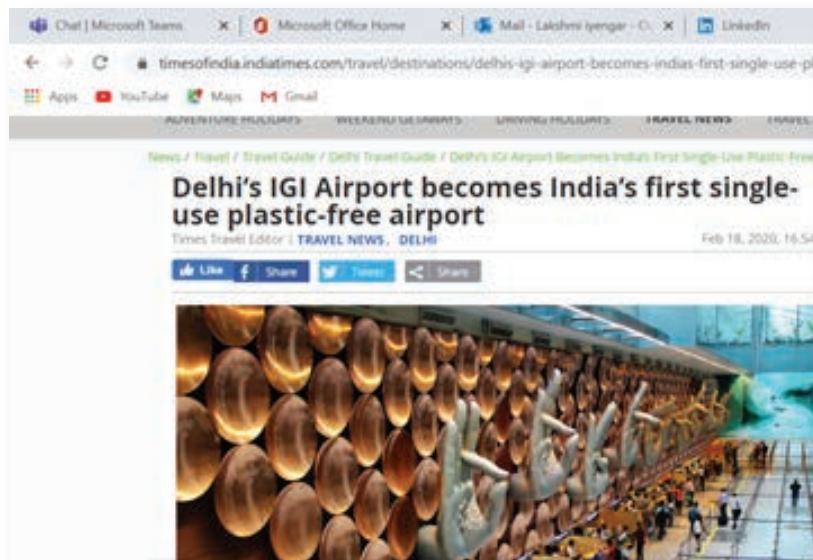 Chat | Microsoft Teams Microsoft Office Home Mail - Lakshmi Iyengar - O LinkedIn
timesofindia.indiatimes.com/travel/destinations/delhis-igi-airport-becomes-indias-first-single-use-pl
Apps YouTube Maps Gmail
ADVENTURE HOLIDAYS WEEKEND GETAWAYS DRIVING HOLIDAYS TRAVEL NEWS TRAVEL
News / Travel / Travel Guide / Delhi Travel Guide / Delhi's IGI Airport Becomes India's First Single-Use Plastic-Free
Delhi's IGI Airport becomes India's first single-
use plastic-free airport
Times Travel Editor | TRAVEL NEWS, DELHI Feb 18, 2020, 16.54
Like Share Tweet Share